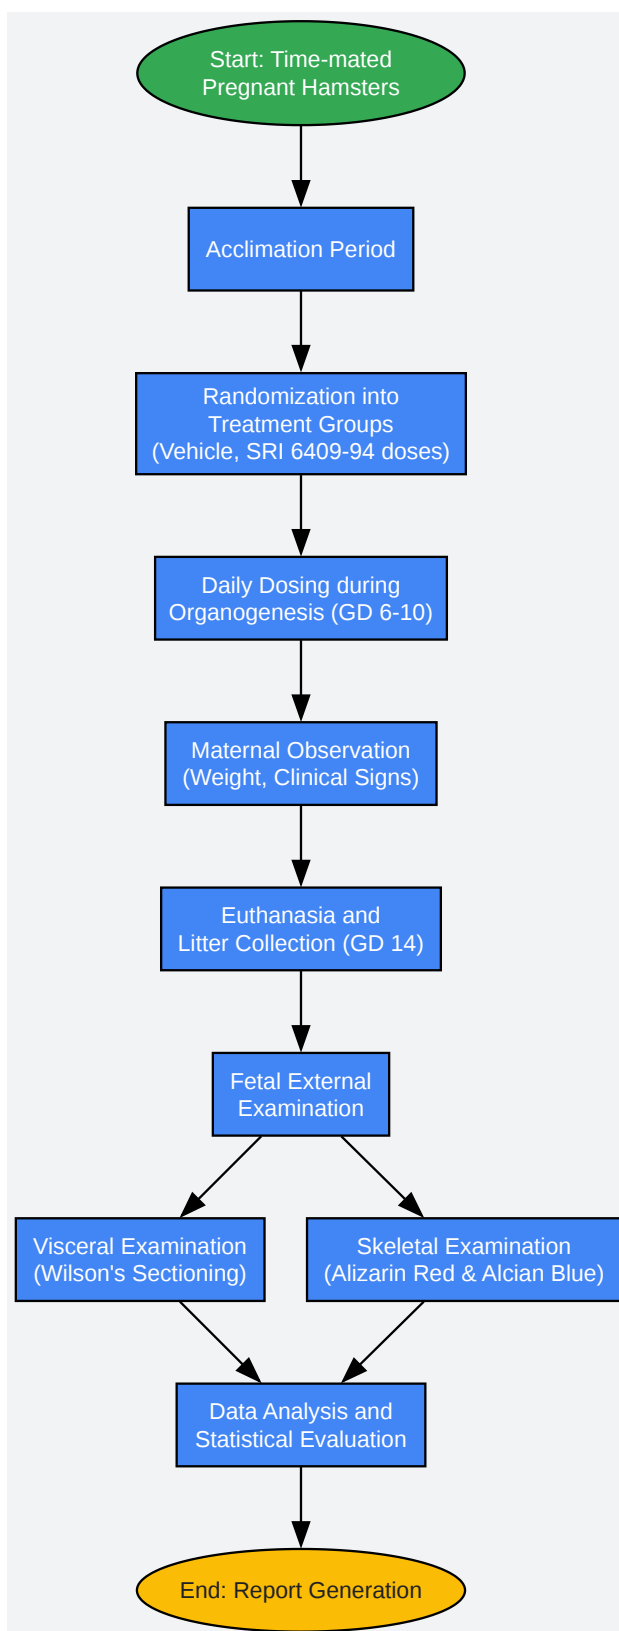 Start: Time-mated
Pregnant Hamsters
Acclimation Period
Randomization into
Treatment Groups
(Vehicle, SRI 6409-94 doses)
Daily Dosing during
Organogenesis (GD 6-10)
Maternal Observation
(Weight, Clinical Signs)
Euthanasia and
Litter Collection (GD 14)
Fetal External
Examination
Visceral Examination
(Wilson's Sectioning)
Skeletal Examination
(Alizarin Red & Alcian Blue)
Data Analysis and
Statistical Evaluation
End: Report Generation